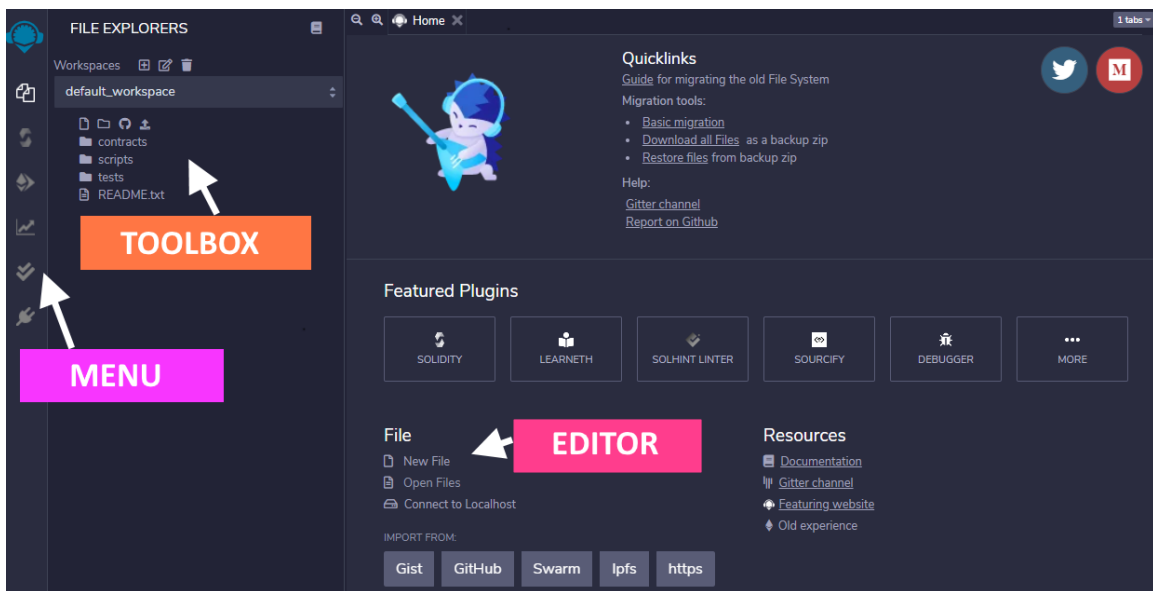 FILE EXPLORERS
Workspaces
default_workspace
contracts
scripts
tests
README.txt
TOOLBOX
MENU
Home
1 tabs
Quicklinks
Guide for migrating the old File System
Migration tools:
Basic migration
Download all Files as a backup zip
Restore files from backup zip
Help:
Gitter channel
Report on Github
M
Featured Plugins
SOLIDITY
LEARNETH
SOLHINT LINTER
SOURCIFY
DEBUGGER
MORE
File
New File
Open Files
Connect to Localhost
EDITOR
IMPORT FROM:
Gist
GitHub
Swarm
Ipfs
https
Resources
Documentation
Gitter channel
Featuring website
Old experience